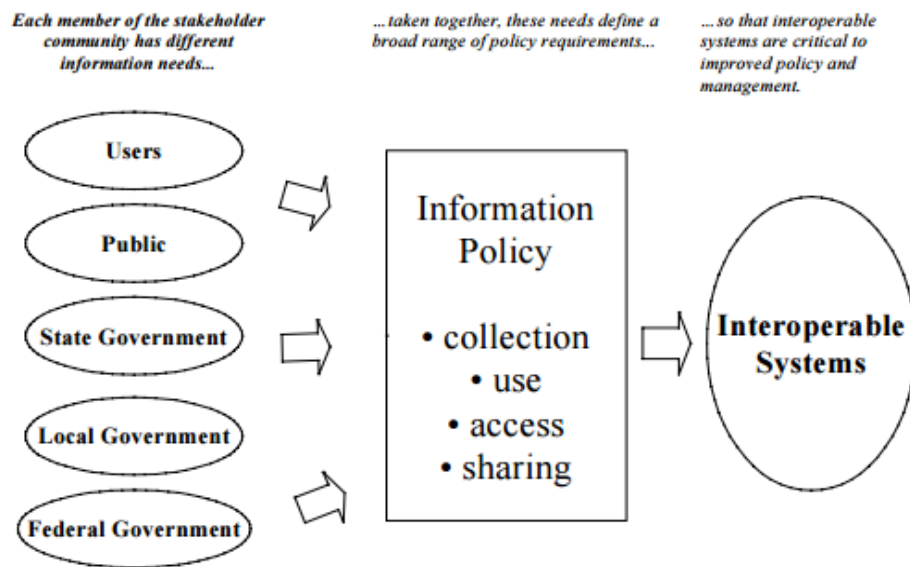 Each member of the stakeholder
community has different
information needs...
...taken together, these needs define a
broad range of policy requirements...
...so that interoperable
systems are critical to
improved policy and
management.
Users
Public
State Government
Local Government
Federal Government
Information
Policy
• collection
• use
• access
• sharing
Interoperable
Systems